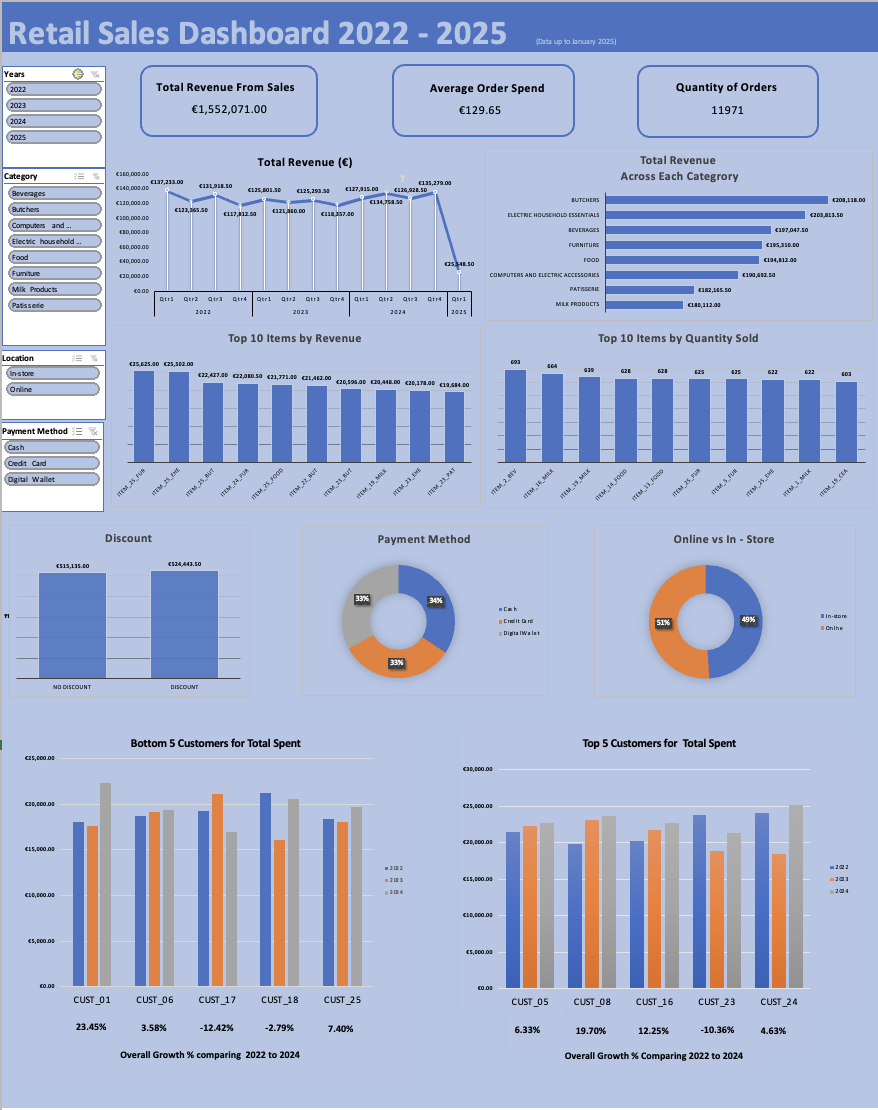 Retail Sales Dashboard 2022 - 2025
(Data up to January 2025)
Years
2022
2023
2024
2025
Category
Beverages
Butchers
Computers and ...
Electric household ...
Food
Furniture
Milk Products
Patisserie
Location
In-store
Online
Payment Method
Cash
Credit Card
Digital Wallet
Total Revenue From Sales
€1,552,071.00
Average Order Spend
€129.65
Quantity of Orders
11971
Total Revenue (€)
€160,000.00
€140,000.00
€120,000.00
€100,000.00
€80,000.00
€60,000.00
€40,000.00
€20,000.00
€0.00
€137,233.00
€123,365.50
€131,918.50
€117,812.50
€125,801.50
€121,860.00
€125,293.50
€118,357.00
€127,915.00
€134,758.50
€126,928.50
€135,279.00
€25,548.50
Qtr1 Qtr2 Qtr3 Qtr4 Qtr1 Qtr2 Qtr3 Qtr4 Qtr1 Qtr2 Qtr3 Qtr4 Qtr1
2022 2023 2024 2025
Total Revenue
Across Each Categrory
BUTCHERS €208,118.00
ELECTRIC HOUSEHOLD ESSENTIALS €203,813.50
BEVERAGES €197,047.50
FURNITURE €195,310.00
FOOD €194,812.00
COMPUTERS AND ELECTRIC ACCESSORIES €190,692.50
PATISSERIE €182,165.50
MILK PRODUCTS €180,112.00
Top 10 Items by Revenue
€25,625.00 €25,502.00 €22,427.00 €22,080.50 €21,771.00 €21,462.00 €20,596.00 €20,448.00 €20,178.00 €19,684.00
ITEM_25_FUR ITEM_25_EHE ITEM_25_BUT ITEM_24_FUR ITEM_25_FOOD ITEM_22_BUT ITEM_21_BUT ITEM_19_MILK ITEM_23_EHE ITEM_23_PAT
Top 10 Items by Quantity Sold
693 664 639 628 628 625 625 622 622 603
ITEM_2_BEV ITEM_16_MILK ITEM_19_MILK ITEM_14_FOOD ITEM_13_FOOD ITEM_25_FUR ITEM_5_FUR ITEM_25_EHE ITEM_1_MILK ITEM_19_CEA
Discount
€515,135.00 €524,443.50
NO DISCOUNT DISCOUNT
Payment Method
34%
33%
33%
Cash
Credit Card
Digital Wallet
Online vs In - Store
49%
51%
In-store
Online
Bottom 5 Customers for Total Spent
€25,000.00
€20,000.00
€15,000.00
€10,000.00
€5,000.00
€0.00
2022
2023
2024
CUST_01 CUST_06 CUST_17 CUST_18 CUST_25
23.45% 3.58% -12.42% -2.79% 7.40%
Overall Growth % comparing 2022 to 2024
Top 5 Customers for Total Spent
€30,000.00
€25,000.00
€20,000.00
€15,000.00
€10,000.00
€5,000.00
€0.00
2022
2023
2024
CUST_05 CUST_08 CUST_16 CUST_23 CUST_24
6.33% 19.70% 12.25% -10.36% 4.63%
Overall Growth % Comparing 2022 to 2024